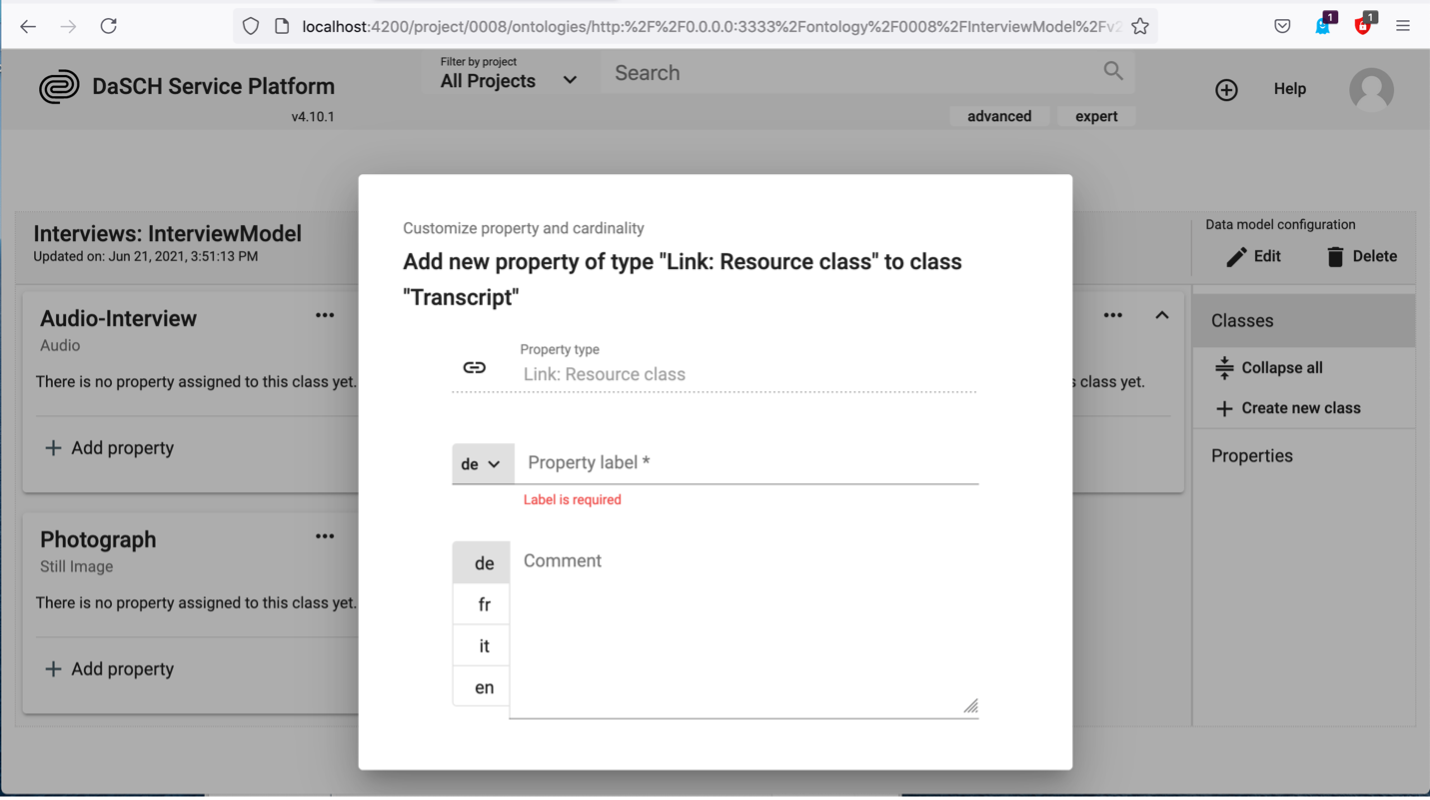 localhost:4200/project/0008/ontologies/http:%2F%2F0.0.0.0:3333%2Fontology%2F0008%2FInterviewModel%2Fv2
1
1
DaSCH Service Platform
v4.10.1
Filter by project
All Projects
Search
advanced
expert
Help
Interviews: InterviewModel
Updated on: Jun 21, 2021, 3:51:13 PM
Data model configuration
Edit
Delete
Audio-Interview
Audio
There is no property assigned to this class yet.
Add property
Photograph
Still Image
There is no property assigned to this class yet.
Add property
Customize property and cardinality
Add new property of type "Link: Resource class" to class
"Transcript"
Property type
Link: Resource class
de
Property label *
Label is required
de
fr
it
en
Comment
class yet.
Classes
Collapse all
Create new class
Properties